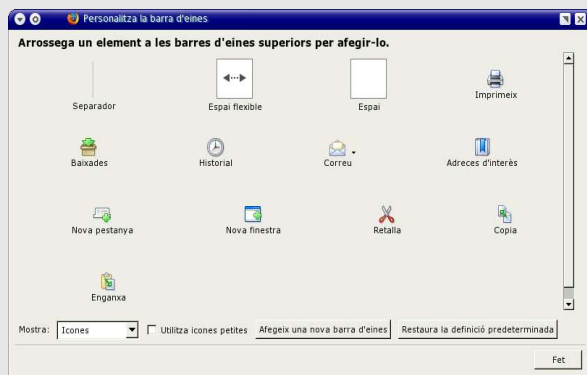 Personalitza la barra d'eines
Arrossega un element a les barres d'eines superiors per afegir-lo.
Separador
Espai flexible
Espai
Imprimeix
Baixades
Historial
Correu
Adreces d'interès
Nova pestanya
Nova finestra
Retalla
Copia
Enganxa
Mostra: Icones Utilitza icones petites Afegeix una nova barra d'eines Restaura la definició predeterminada
Fet